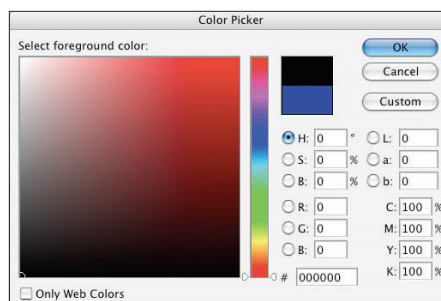 Color Picker
Select foreground color:
OK
Cancel
Custom
H: 0 ° L: 0
S: 0 % a: 0
B: 0 % b: 0
R: 0 C: 100 %
G: 0 M: 100 %
B: 0 Y: 100 %
# 000000 K: 100 %
Only Web Colors